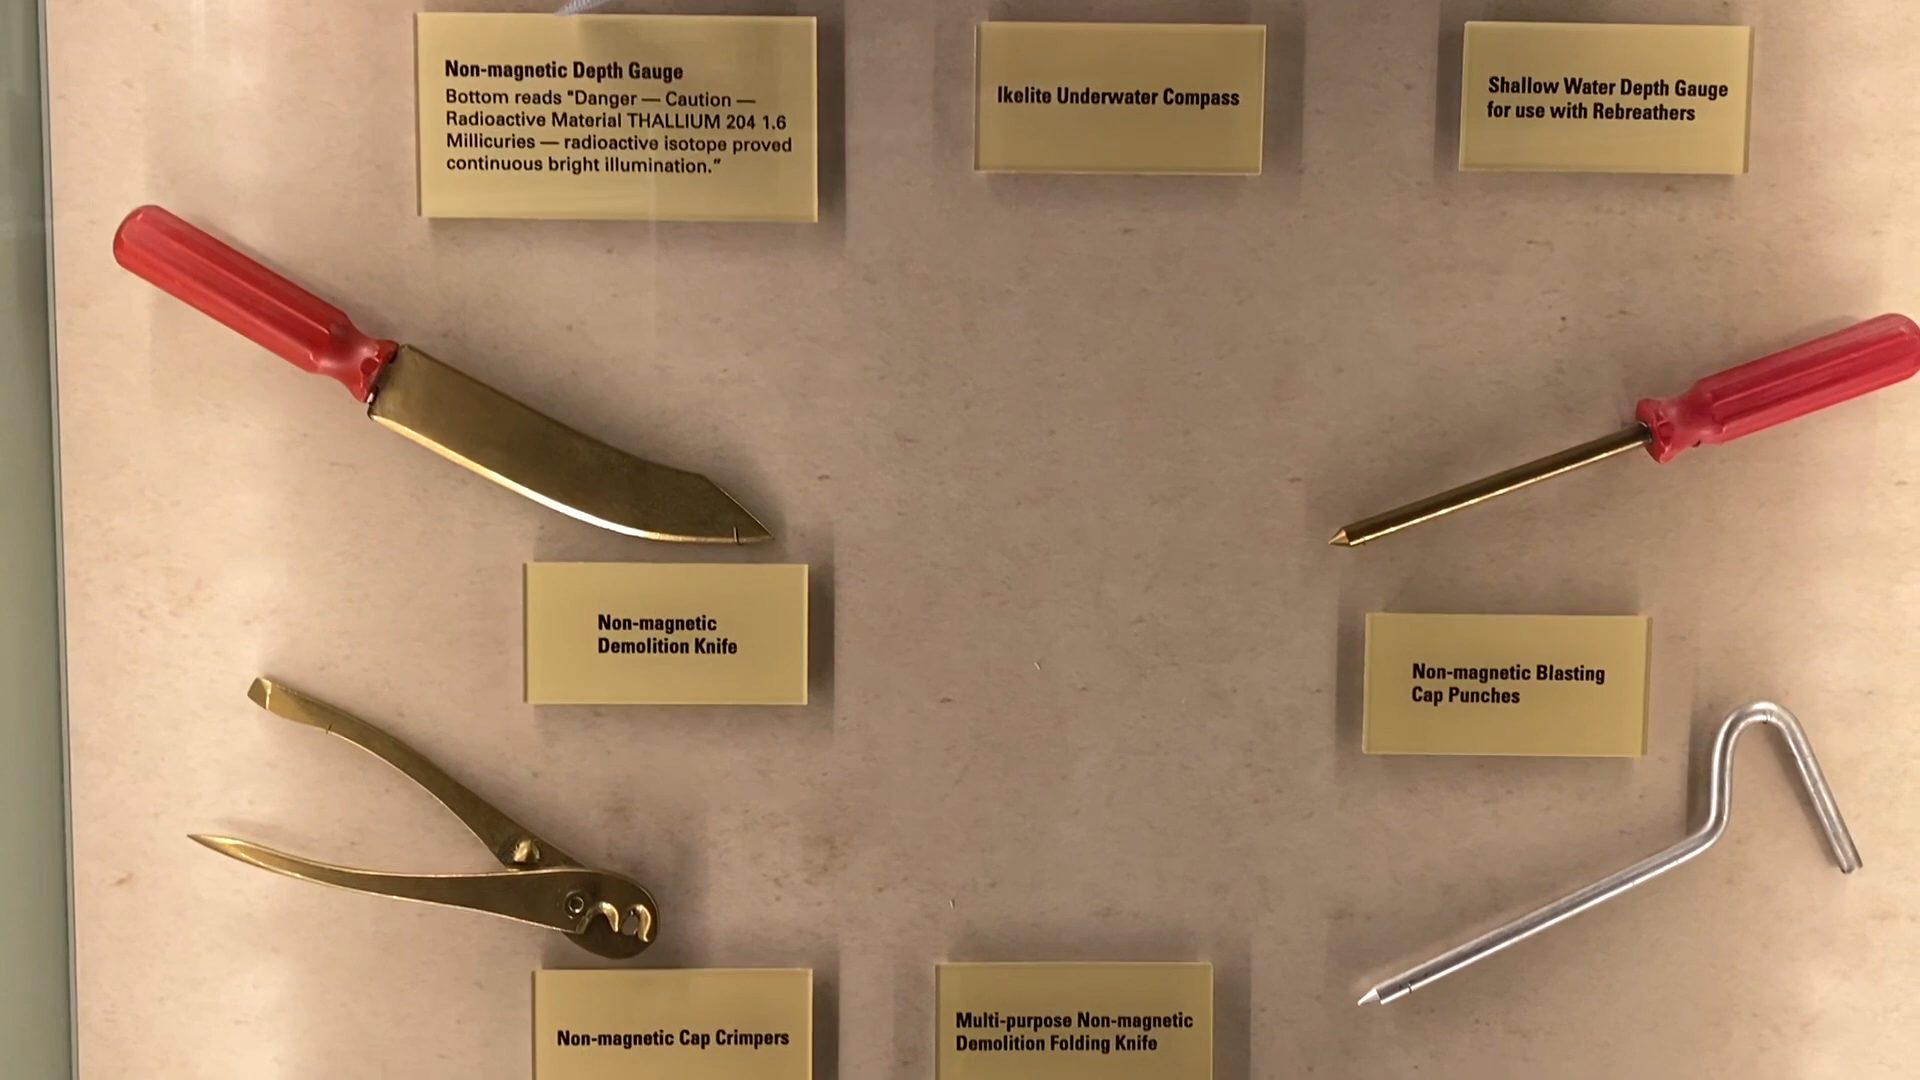 Non-magnetic Depth Gauge
Bottom reads "Danger — Caution —
Radioactive Material THALLIUM 204 1.6
Millicuries — radioactive isotope proved
continuous bright illumination."
Ikelite Underwater Compass
Shallow Water Depth Gauge
for use with Rebreathers
Non-magnetic
Demolition Knife
Non-magnetic Blasting
Cap Punches
Non-magnetic Cap Crimpers
Multi-purpose Non-magnetic
Demolition Folding Knife